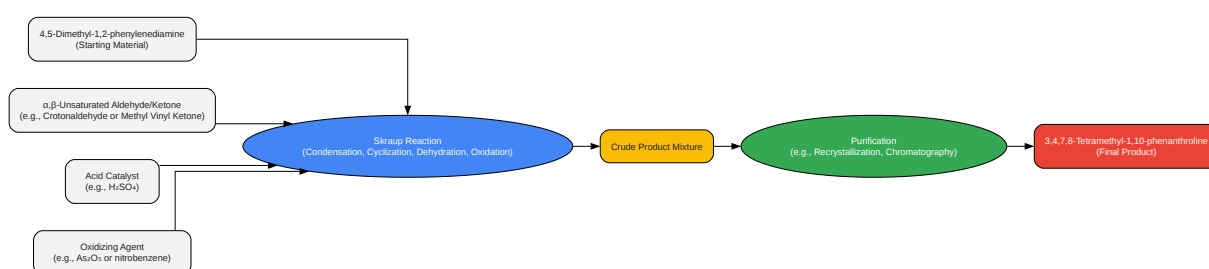 4,5-Dimethyl-1,2-phenylenediamine
(Starting Material)
α,β-Unsaturated Aldehyde/Ketone
(e.g., Crotonaldehyde or Methyl Vinyl Ketone)
Acid Catalyst
(e.g., H₂SO₄)
Oxidizing Agent
(e.g., As₂O₅ or nitrobenzene)
Skraup Reaction
(Condensation, Cyclization, Dehydration, Oxidation)
Crude Product Mixture
Purification
(e.g., Recrystallization, Chromatography)
3,4,7,8-Tetramethyl-1,10-phenanthroline
(Final Product)